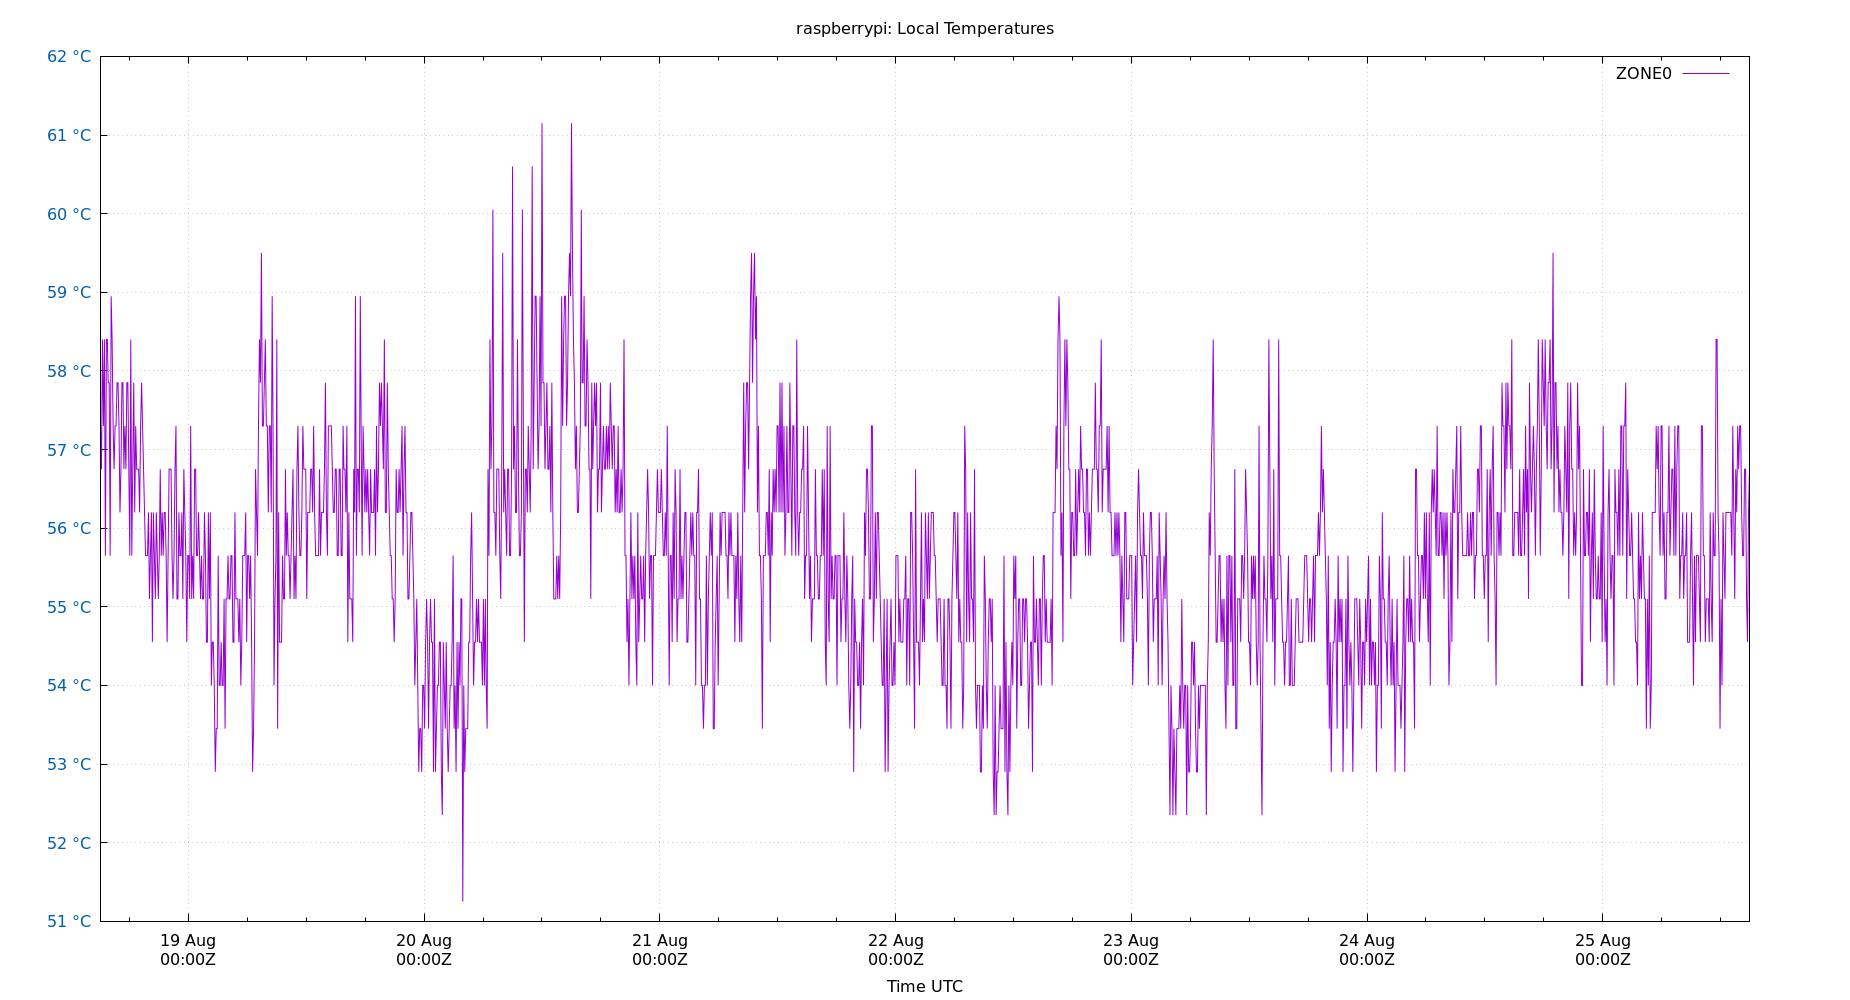 raspberrypi: Local Temperatures
62 °C
ZONE0
61 °C
60 °C
59 °C
58 °C
57 °C
56 °C
55 °C
54 °C
53 °C
52 °C
51 °C
19 Aug 20 Aug 21 Aug 22 Aug 23 Aug 24 Aug 25 Aug
00:00Z 00:00Z 00:00Z 00:00Z 00:00Z 00:00Z 00:00Z
Time UTC